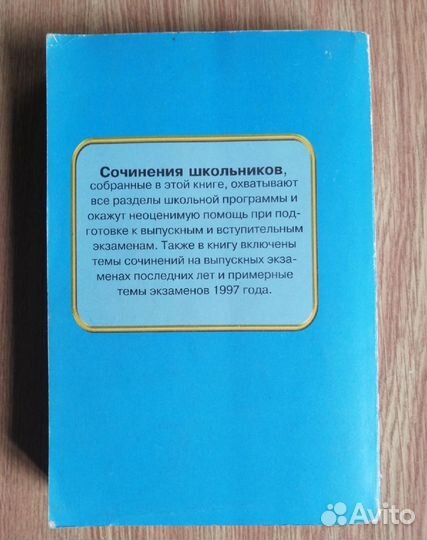 Сочинения школьников,
собранные в этой книге, охватывают
все разделы школьной программы и
окажут неоценимую помощь при под-
готовке к выпускным и вступительным
экзаменам. Также в книгу включены
темы сочинений на выпускных экза-
менах последних лет и примерные
темы экзаменов 1997 года.
Avito